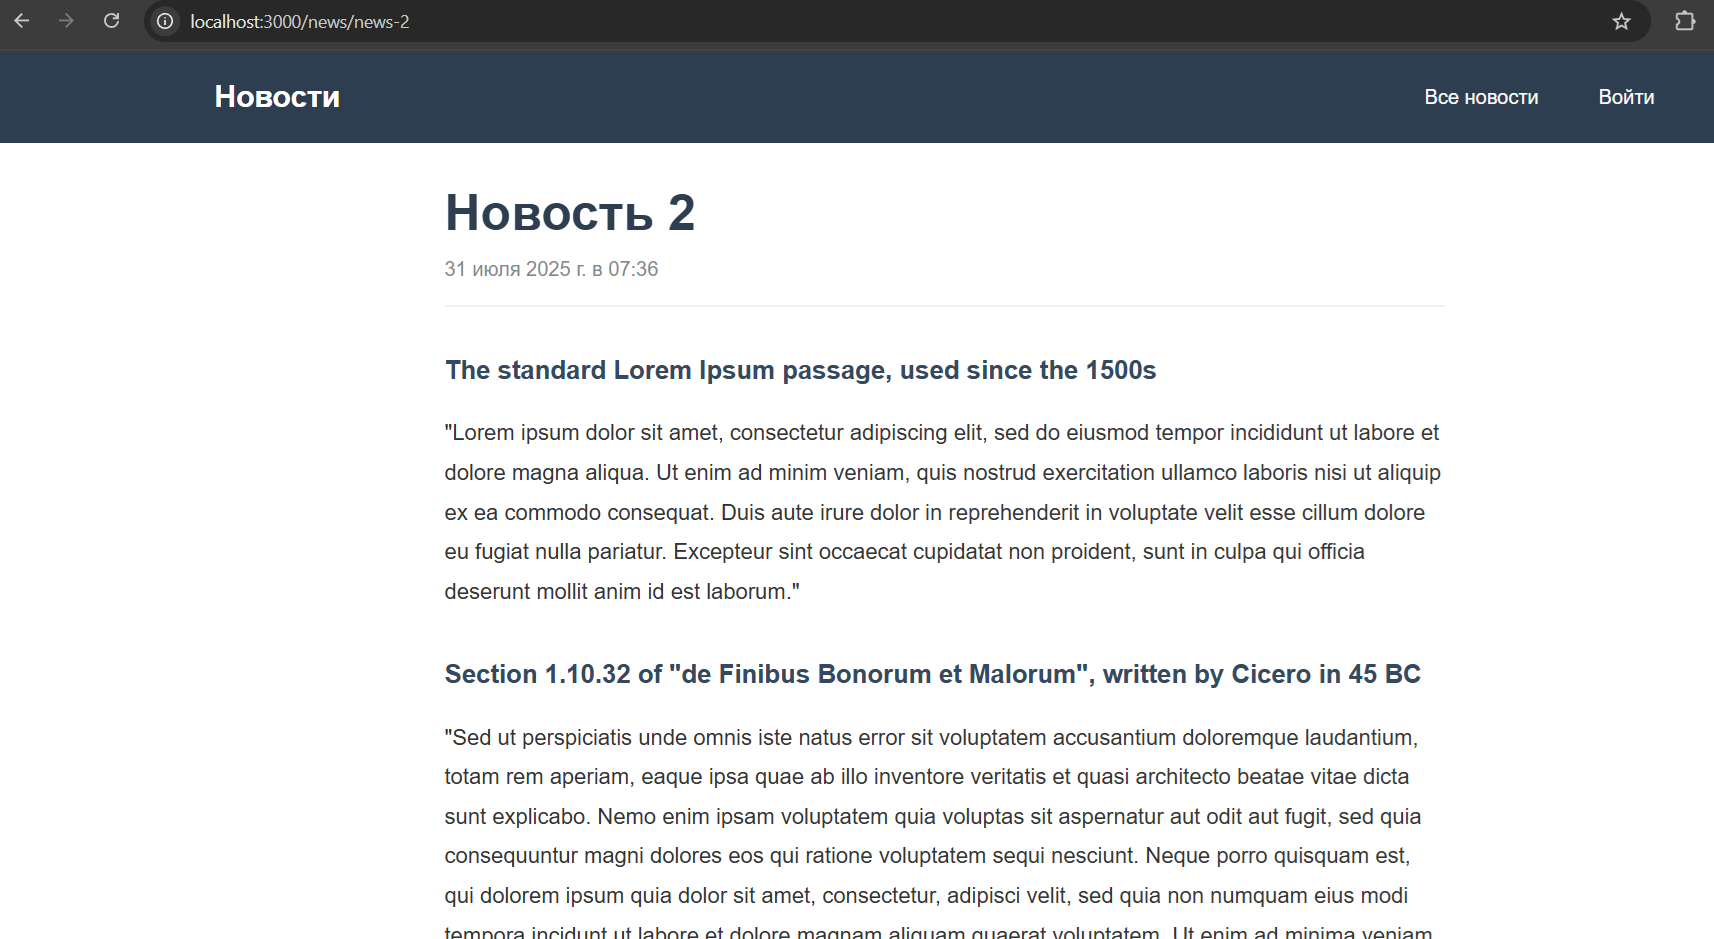 localhost:3000/news/news-2
Новости
Все новости
Войти
Новость 2
31 июля 2025 г. в 07:36
The standard Lorem Ipsum passage, used since the 1500s
"Lorem ipsum dolor sit amet, consectetur adipiscing elit, sed do eiusmod tempor incididunt ut labore et
dolore magna aliqua. Ut enim ad minim veniam, quis nostrud exercitation ullamco laboris nisi ut aliquip
ex ea commodo consequat. Duis aute irure dolor in reprehenderit in voluptate velit esse cillum dolore
eu fugiat nulla pariatur. Excepteur sint occaecat cupidatat non proident, sunt in culpa qui officia
deserunt mollit anim id est laborum."
Section 1.10.32 of "de Finibus Bonorum et Malorum", written by Cicero in 45 BC
"Sed ut perspiciatis unde omnis iste natus error sit voluptatem accusantium doloremque laudantium,
totam rem aperiam, eaque ipsa quae ab illo inventore veritatis et quasi architecto beatae vitae dicta
sunt explicabo. Nemo enim ipsam voluptatem quia voluptas sit aspernatur aut odit aut fugit, sed quia
consequuntur magni dolores eos qui ratione voluptatem sequi nesciunt. Neque porro quisquam est,
qui dolorem ipsum quia dolor sit amet, consectetur, adipisci velit, sed quia non numquam eius modi
tempora incidunt ut labore et dolore magnam aliquam quaerat voluptatem. Ut enim ad minima veniam,